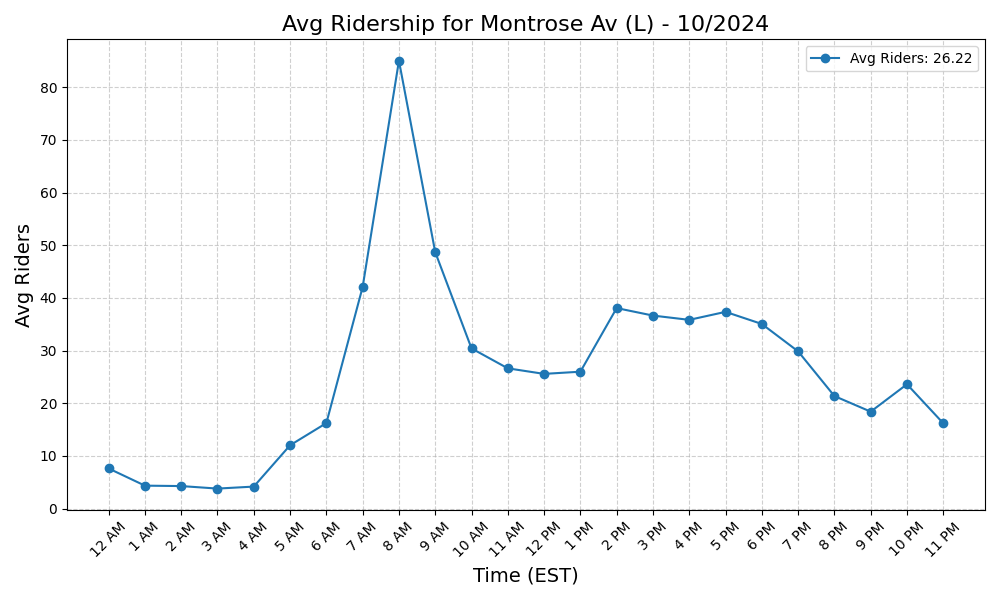 Avg Ridership for Montrose Av (L) - 10/2024
Avg Riders: 26.22
Avg Riders
80
70
60
50
40
30
20
10
0
12 AM
1 AM
2 AM
3 AM
4 AM
5 AM
6 AM
7 AM
8 AM
9 AM
10 AM
11 AM
12 PM
1 PM
2 PM
3 PM
4 PM
5 PM
6 PM
7 PM
8 PM
9 PM
10 PM
11 PM
Time (EST)